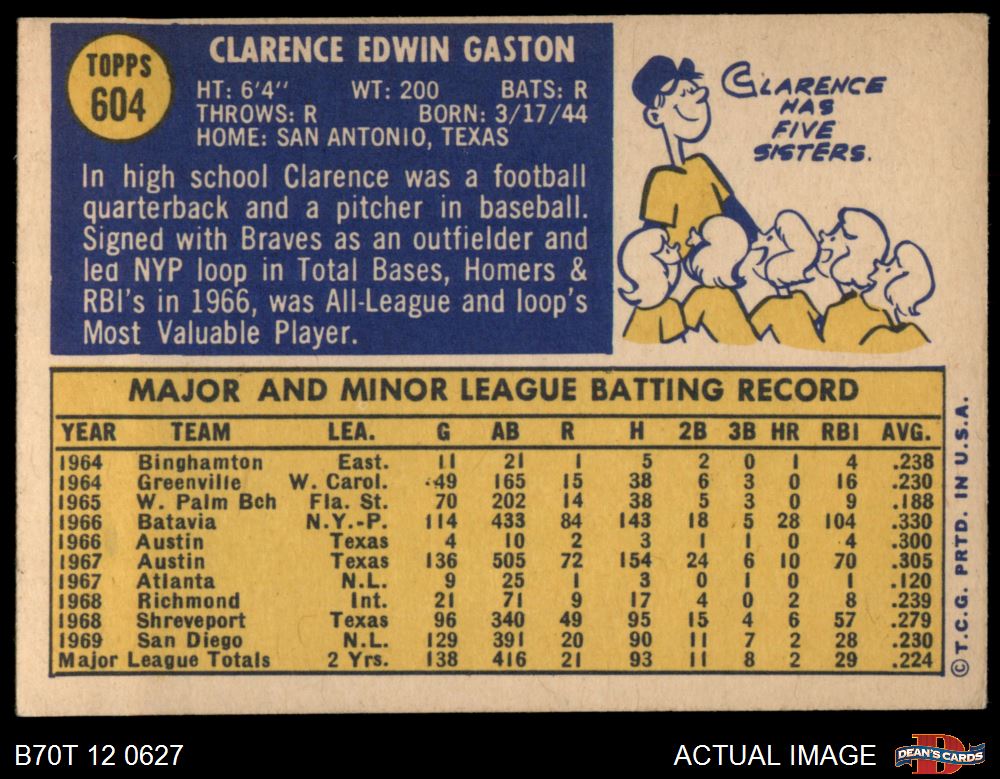 TOPPS
604
CLARENCE EDWIN GASTON
HT: 6'4" WT: 200 BATS: R
THROWS: R BORN: 3/17/44
HOME: SAN ANTONIO, TEXAS
In high school Clarence was a football
quarterback and a pitcher in baseball.
Signed with Braves as an outfielder and
led NYP loop in Total Bases, Homers &
RBI's in 1966, was All-League and loop's
Most Valuable Player.
CLARENCE
HAS
FIVE
SISTERS.
MAJOR AND MINOR LEAGUE BATTING RECORD
YEAR TEAM LEA. G AB R H 2B 3B HR RBI AVG.
1964 Binghamton East. 11 21 1 5 2 0 1 4 .238
1964 Greenville W. Carol. 49 165 15 38 6 3 0 16 .230
1965 W. Palm Bch Fla. St. 70 202 14 38 5 3 0 9 .188
1966 Batavia N.Y.-P. 114 433 84 143 18 5 28 104 .330
1966 Austin Texas 4 10 2 3 1 1 0 4 .300
1967 Austin Texas 136 505 72 154 24 6 10 70 .305
1967 Atlanta N.L. 9 25 1 3 0 1 0 1 .120
1968 Richmond Int. 21 71 9 17 4 0 2 8 .239
1968 Shreveport Texas 96 340 49 95 15 4 6 57 .279
1969 San Diego N.L. 129 391 20 90 11 7 2 28 .230
Major League Totals 2 Yrs. 138 416 21 93 11 8 2 29 .224
© T.C.G. PRTD. IN U.S.A.
B70T 12 0627
ACTUAL IMAGE
DEAN'S CARDS